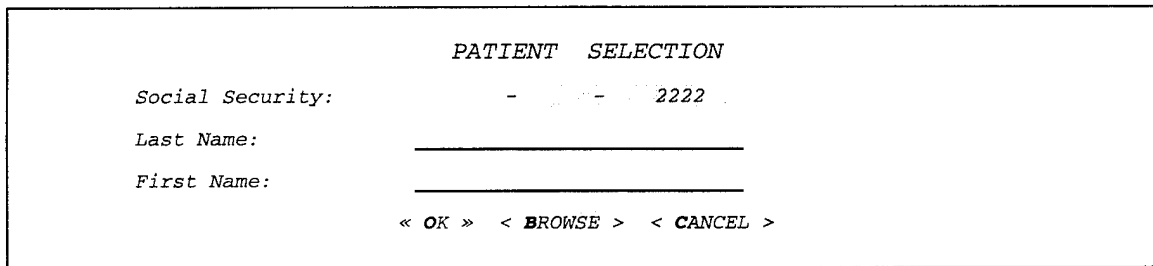 PATIENT SELECTION
Social Security: - - 2222
Last Name:
First Name:
« OK » < BROWSE > < CANCEL >